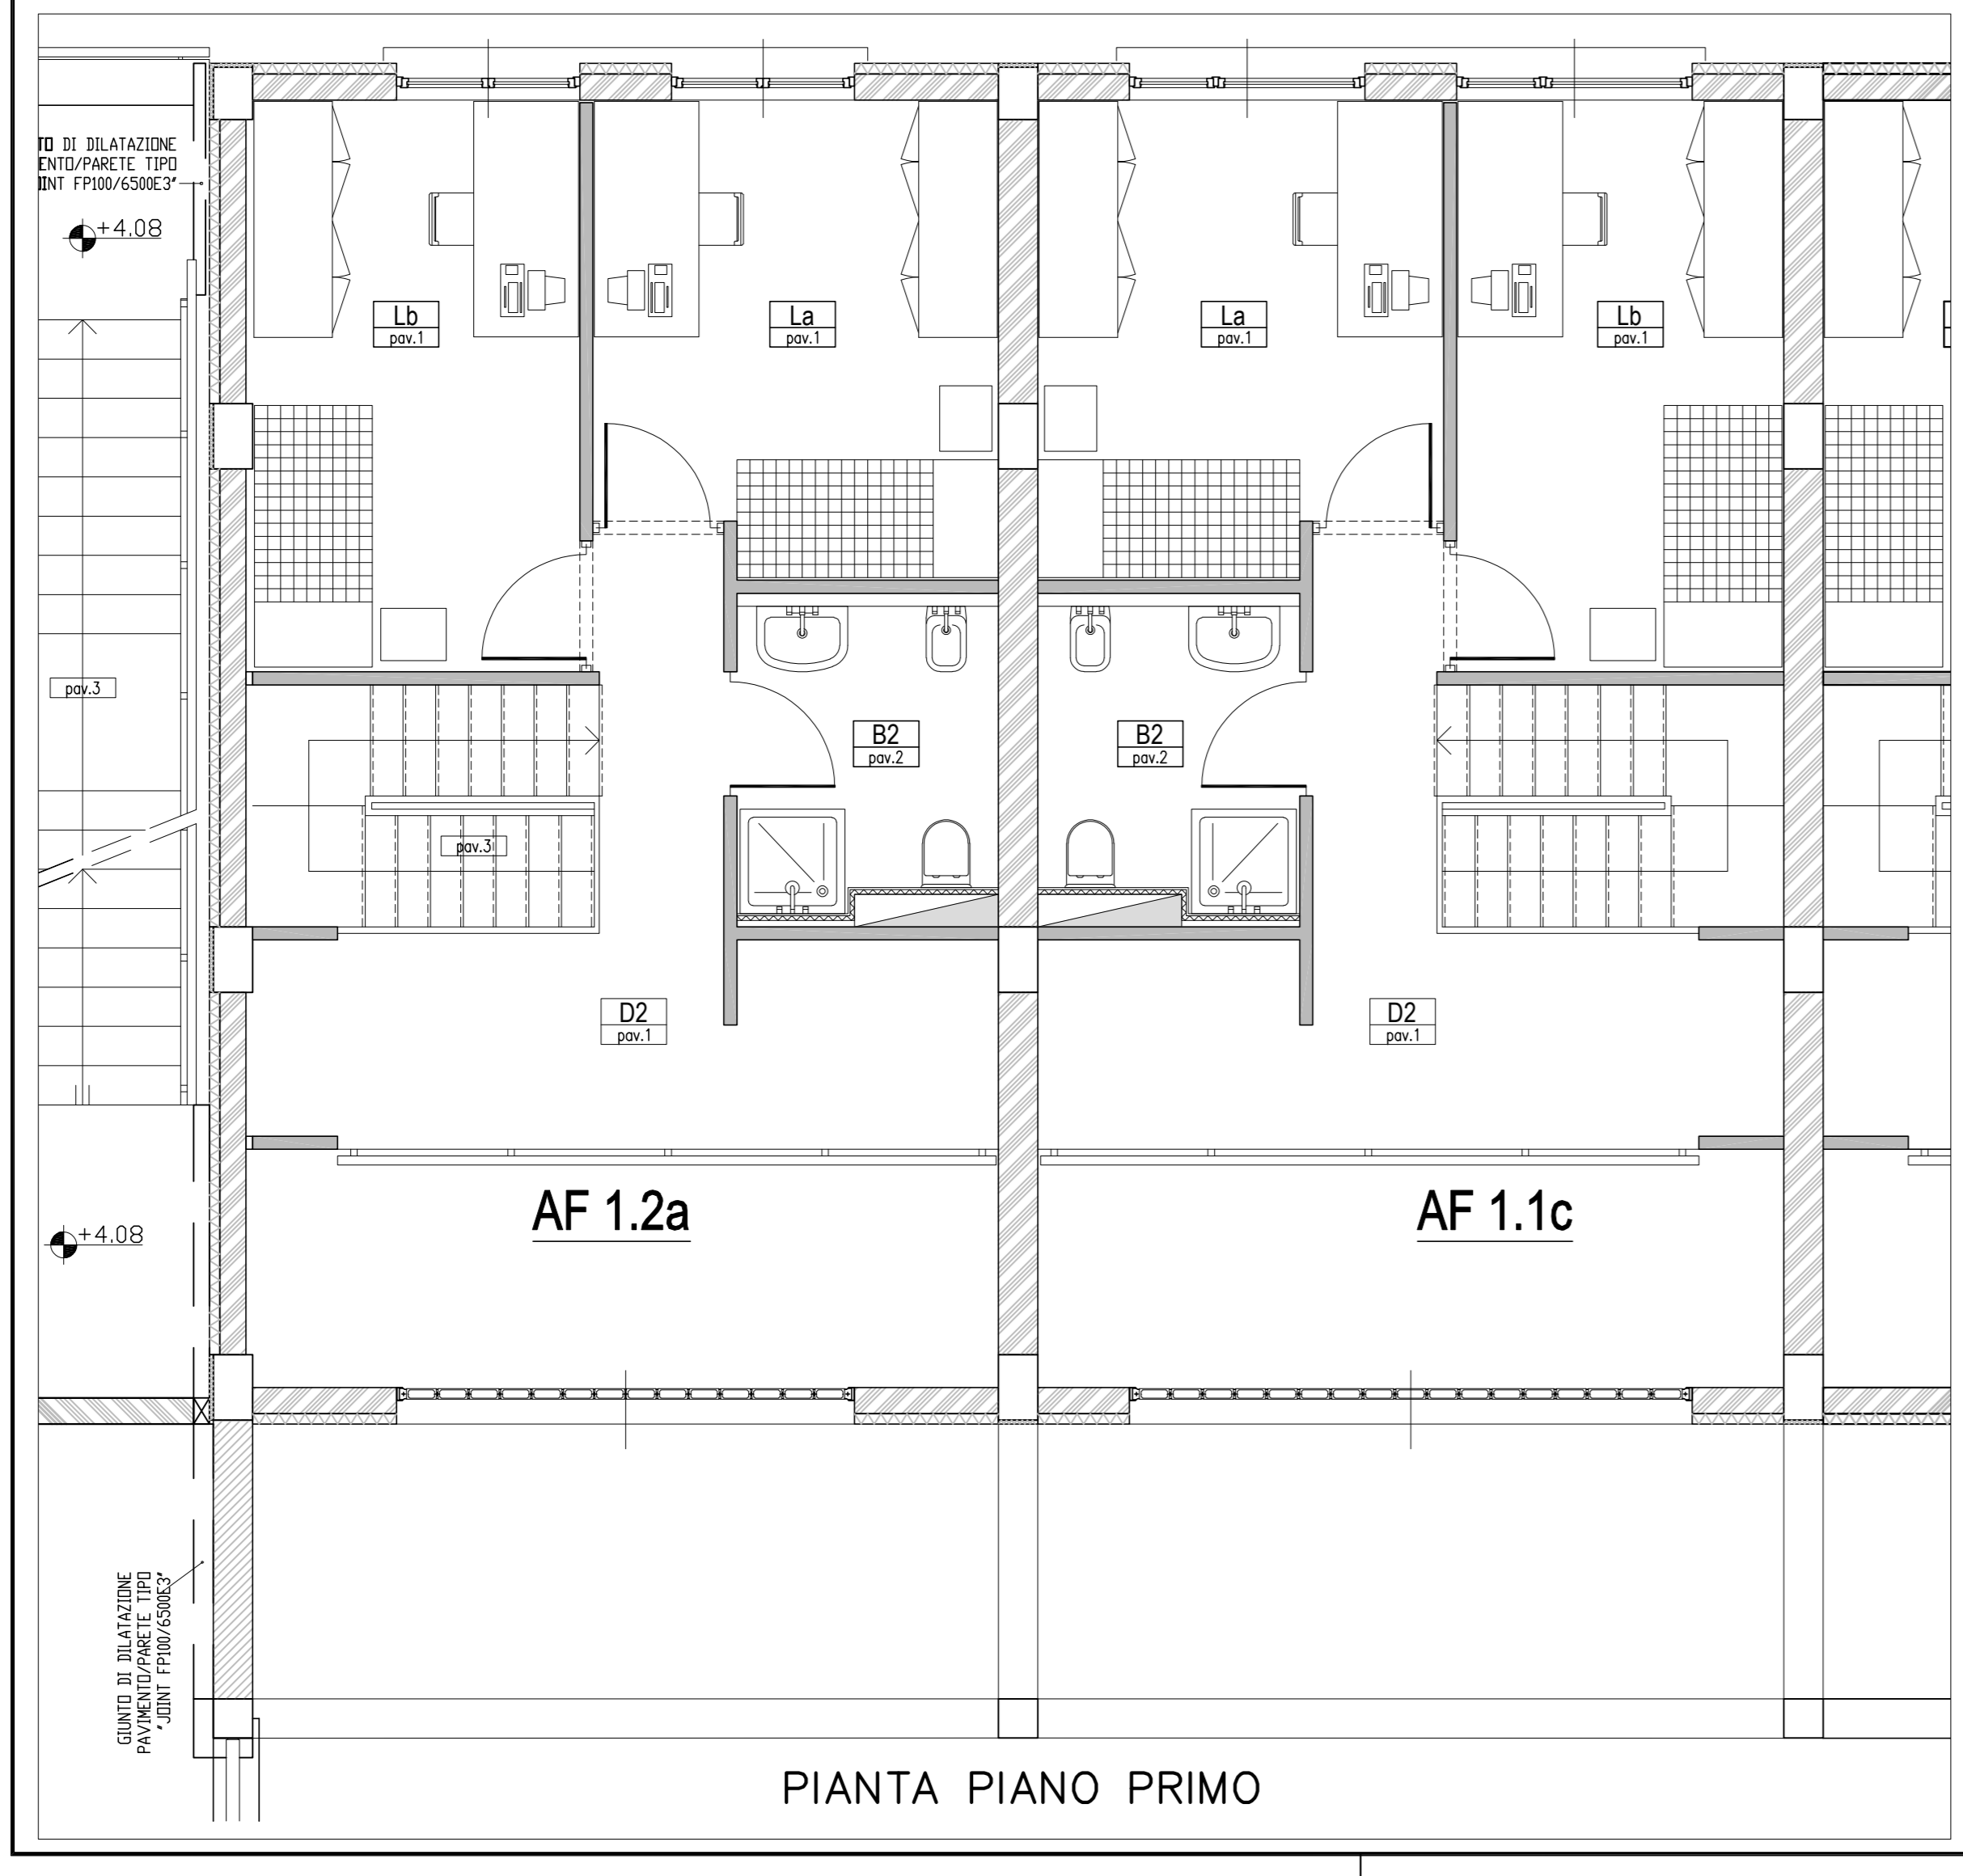 TO DI DILATAZIONE
ENTO/PARETE TIPO
JOINT FP100/6500E3"
+4.08
Lb
pav.1
La
pav.1
La
pav.1
Lb
pav.1
pav.3
B2
pav.2
B2
pav.2
pav.3
D2
pav.1
D2
pav.1
AF 1.2a
AF 1.1c
+4.08
GIUNTO DI DILATAZIONE
PAVIMENTO/PARETE TIPO
"JOINT FP100/6500E3"
PIANTA PIANO PRIMO